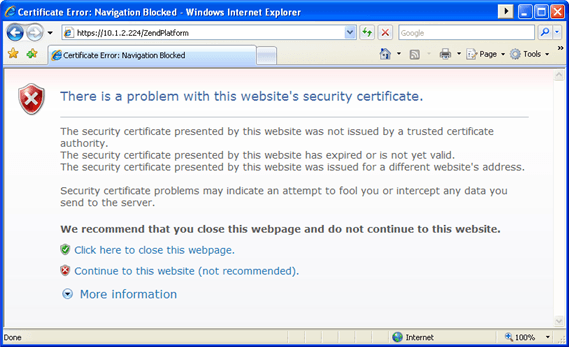 Certificate Error: Navigation Blocked - Windows Internet Explorer
https://10.1.2.224/ZendPlatform
Google
Certificate Error: Navigation Blocked
Page
Tools
There is a problem with this website's security certificate.
The security certificate presented by this website was not issued by a trusted certificate
authority.
The security certificate presented by this website has expired or is not yet valid.
The security certificate presented by this website was issued for a different website's address.
Security certificate problems may indicate an attempt to fool you or intercept any data you
send to the server.
We recommend that you close this webpage and do not continue to this website.
Click here to close this webpage.
Continue to this website (not recommended).
More information
Done
Internet
100%